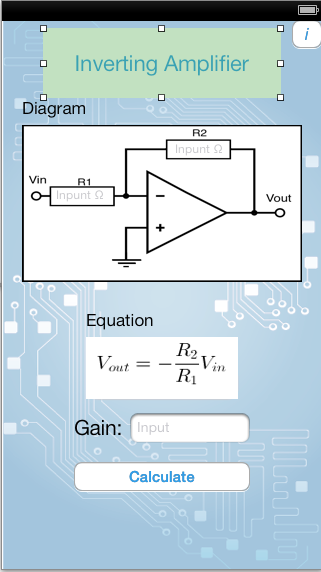 i
Inverting Amplifier
Diagram
R2
Inpunt Ω
Vin
R1
Inpunt Ω
−
+
Vout
Equation
V_{out} = -\frac{R_2}{R_1}V_{in}
Gain: Input
Calculate